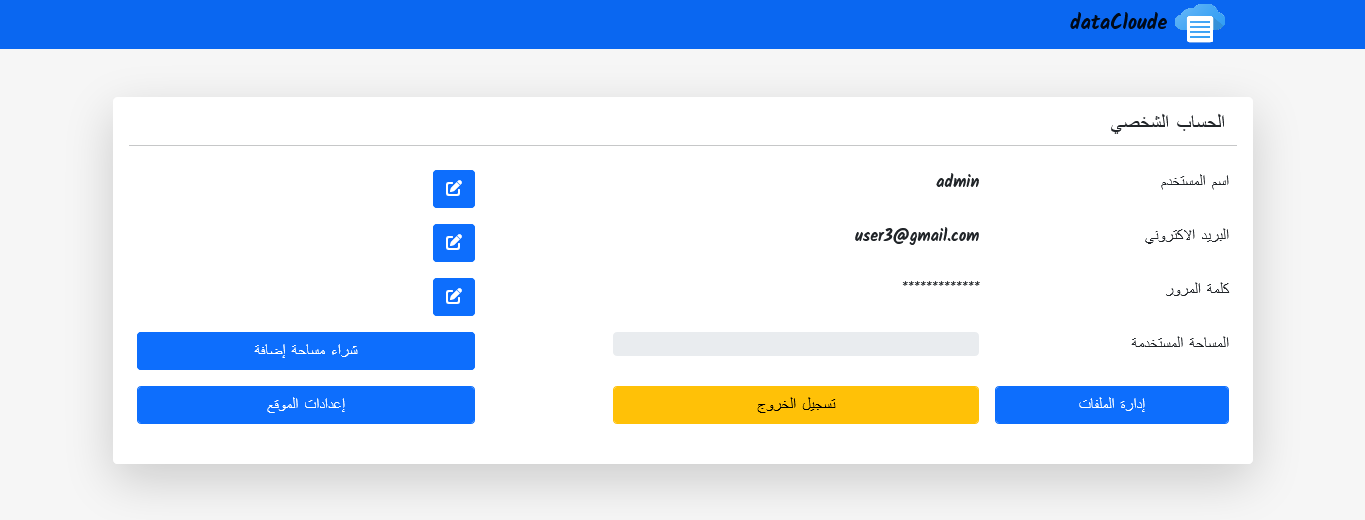 dataCloude
الحساب الشخصي
اسم المستخدم admin
البريد الاكتروني user3@gmail.com
كلمة المرور *************
المساحة المستخدمة شراء مساحة إضافة
إدارة الملفات تسجيل الخروج إعدادات الموقع